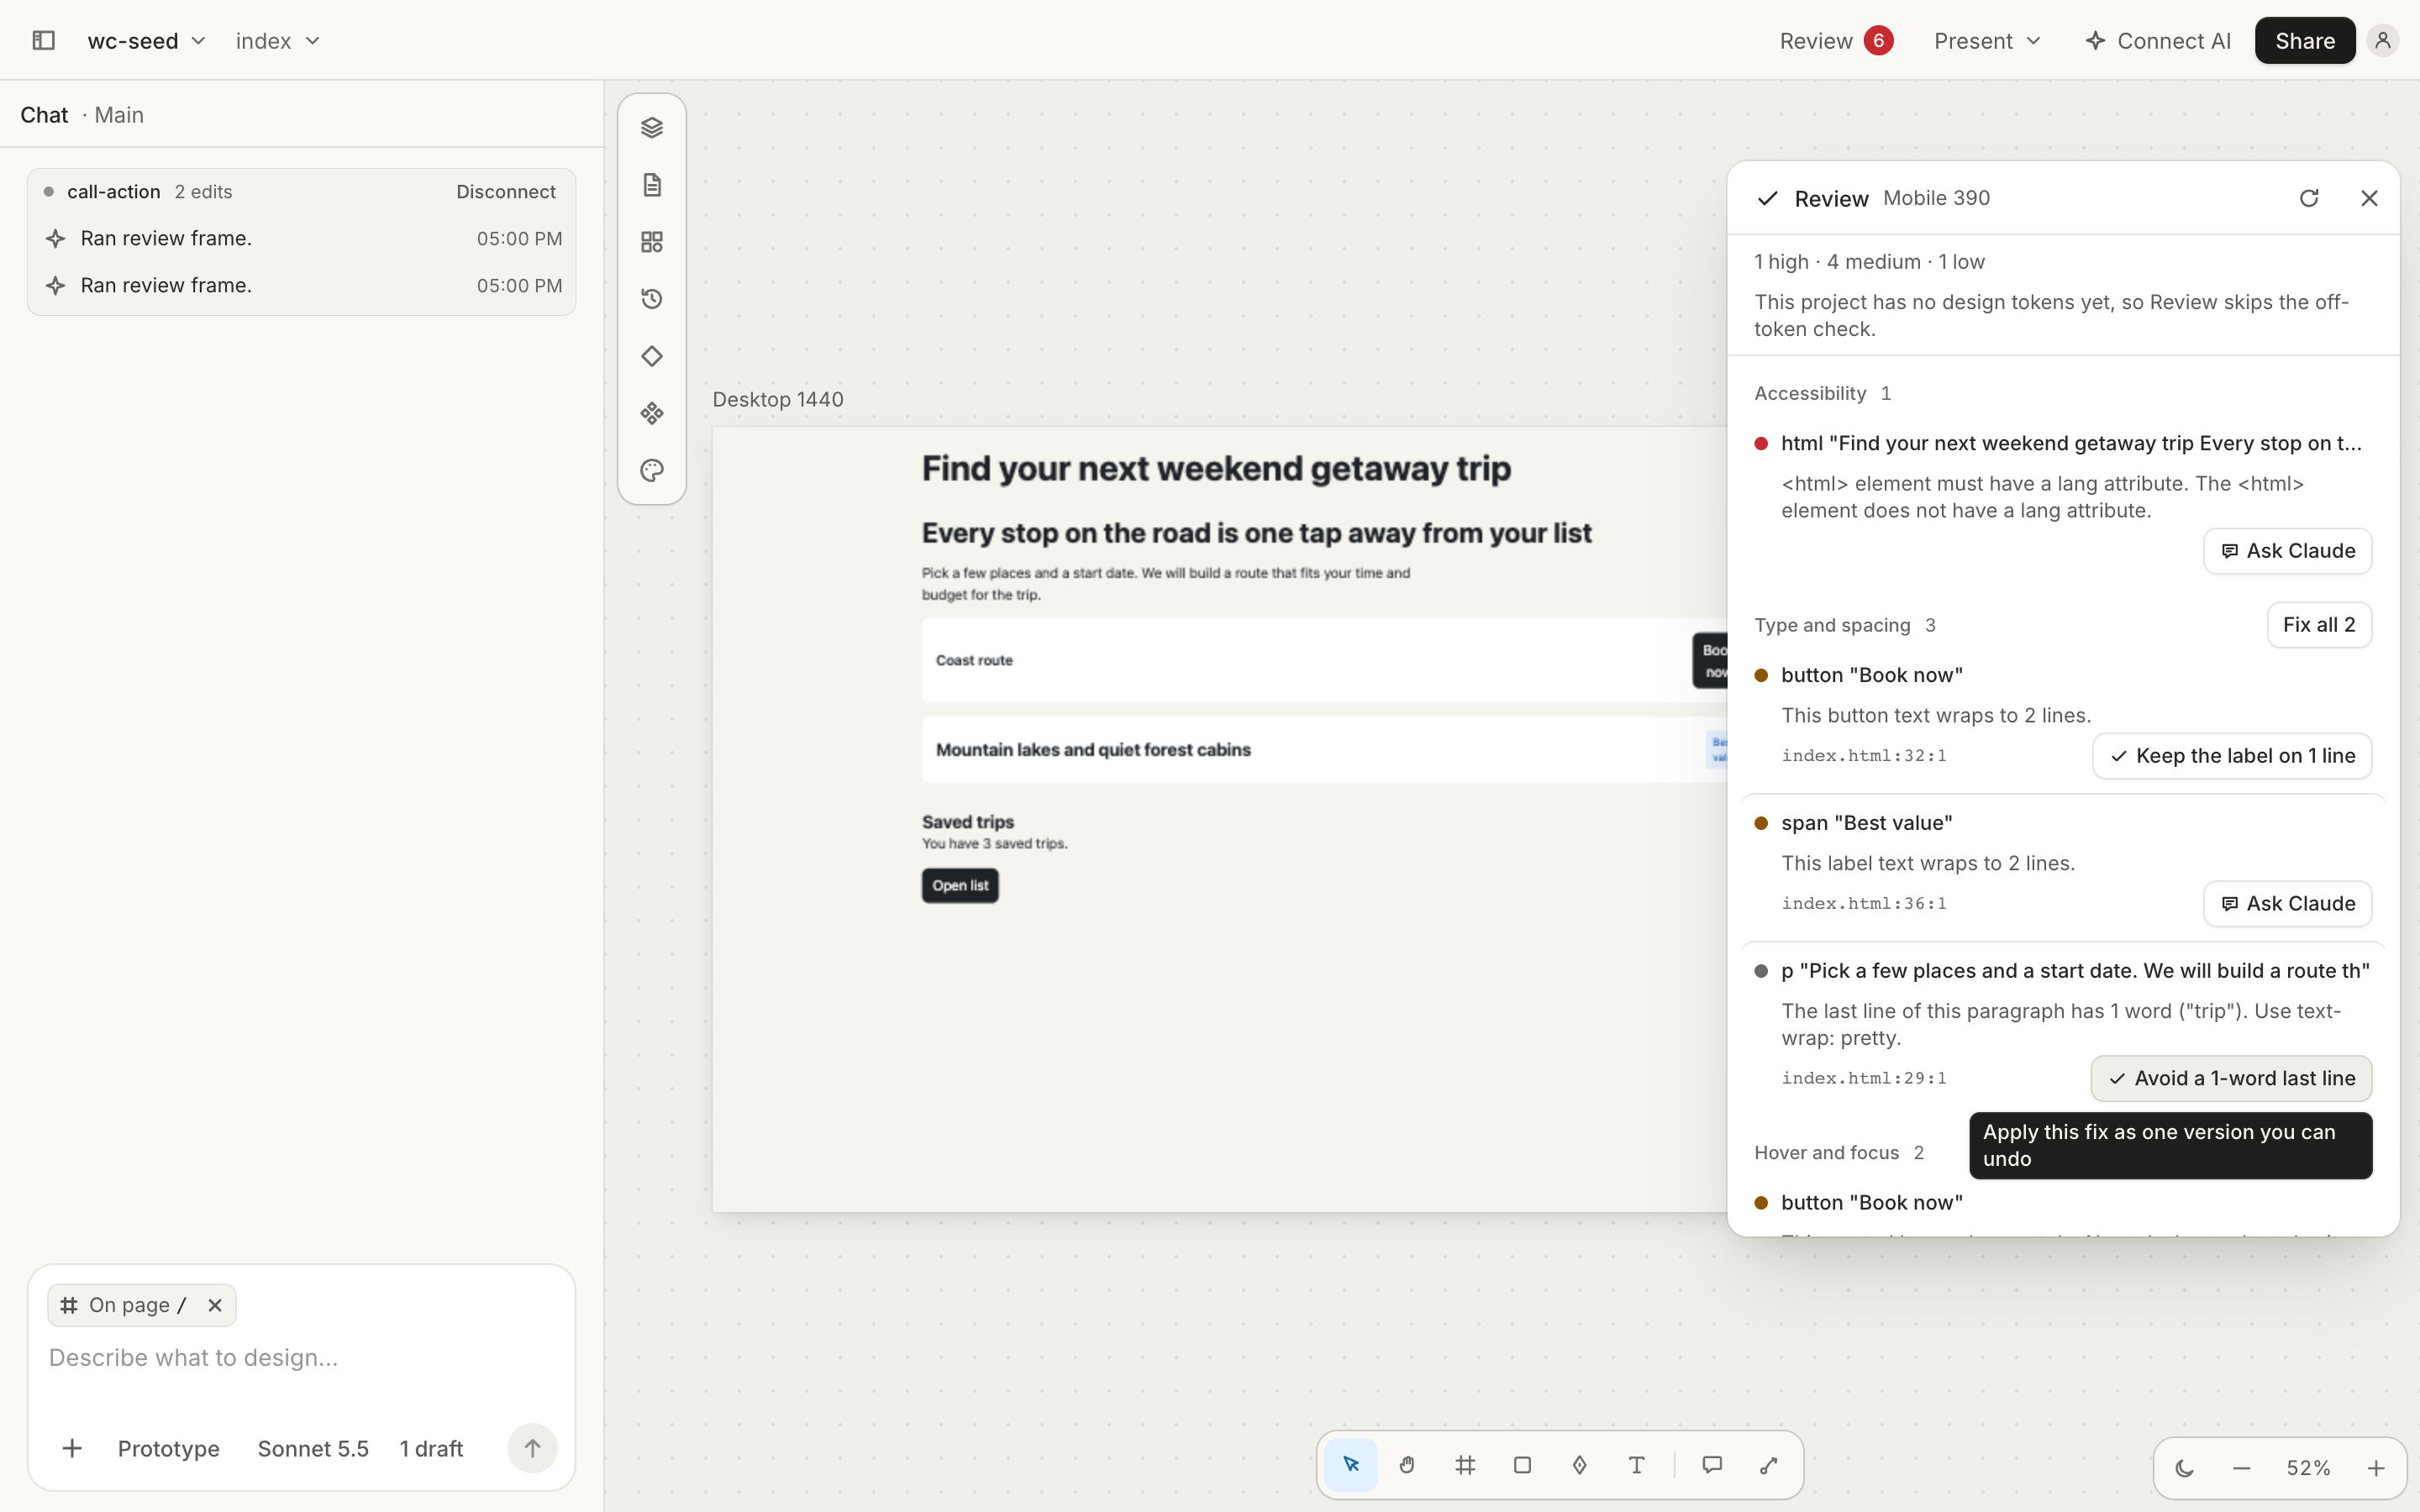 wc-seed
index
Review 6
Present
Connect AI
Share
Chat · Main
call-action 2 edits Disconnect
Ran review frame. 05:00 PM
Ran review frame. 05:00 PM
On page /
Describe what to design...
Prototype Sonnet 5.5 1 draft
Desktop 1440
Find your next weekend getaway trip
Every stop on the road is one tap away from your list
Pick a few places and a start date. We will build a route that fits your time and
budget for the trip.
Coast route
Mountain lakes and quiet forest cabins
Saved trips
You have 3 saved trips.
Open list
Review Mobile 390
1 high · 4 medium · 1 low
This project has no design tokens yet, so Review skips the off-
token check.
Accessibility 1
html "Find your next weekend getaway trip Every stop on t...
<html> element must have a lang attribute. The <html>
element does not have a lang attribute.
Ask Claude
Type and spacing 3 Fix all 2
button "Book now"
This button text wraps to 2 lines.
index.html:32:1 Keep the label on 1 line
span "Best value"
This label text wraps to 2 lines.
index.html:36:1 Ask Claude
p "Pick a few places and a start date. We will build a route th"
The last line of this paragraph has 1 word ("trip"). Use text-
wrap: pretty.
index.html:29:1 Avoid a 1-word last line
Apply this fix as one version you can
undo
Hover and focus 2
button "Book now"
52%